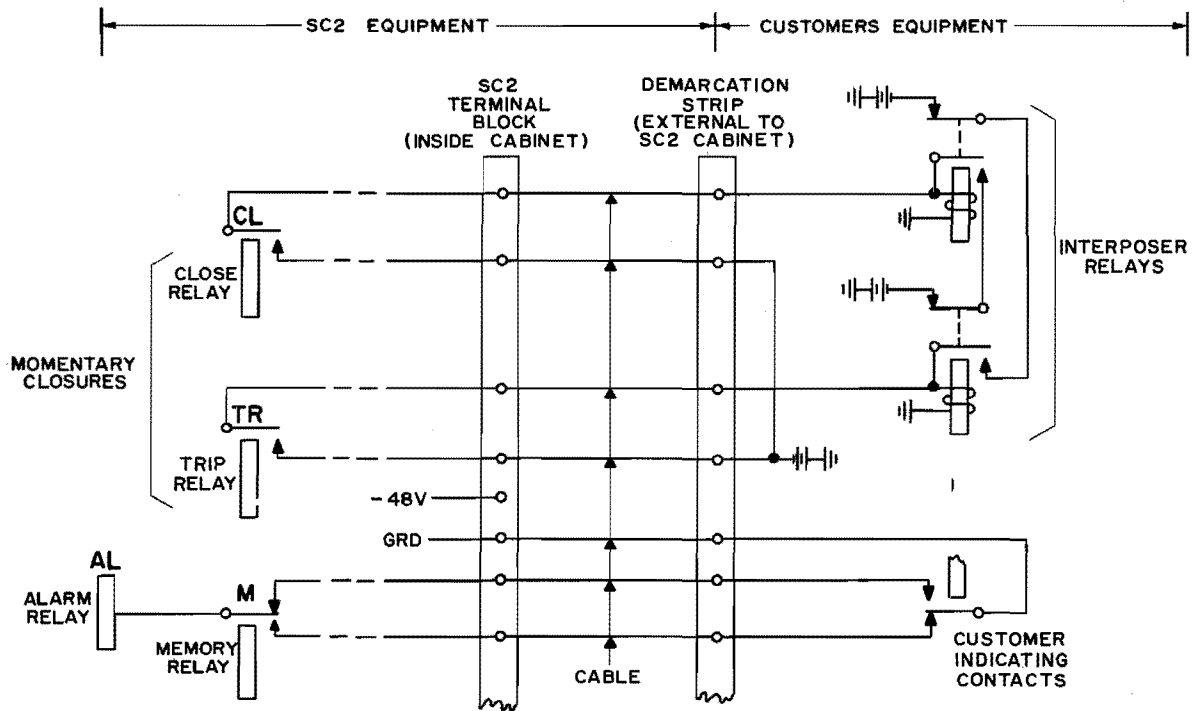 SC2 EQUIPMENT
CUSTOMERS EQUIPMENT
SC2
TERMINAL
BLOCK
(INSIDE CABINET)
DEMARCATION
STRIP
(EXTERNAL TO
SC2 CABINET)
CL
CLOSE
RELAY
INTERPOSER
RELAYS
MOMENTARY
CLOSURES
TR
TRIP
RELAY
-48V
GRD
AL
ALARM
RELAY
M
MEMORY
RELAY
CABLE
CUSTOMER
INDICATING
CONTACTS